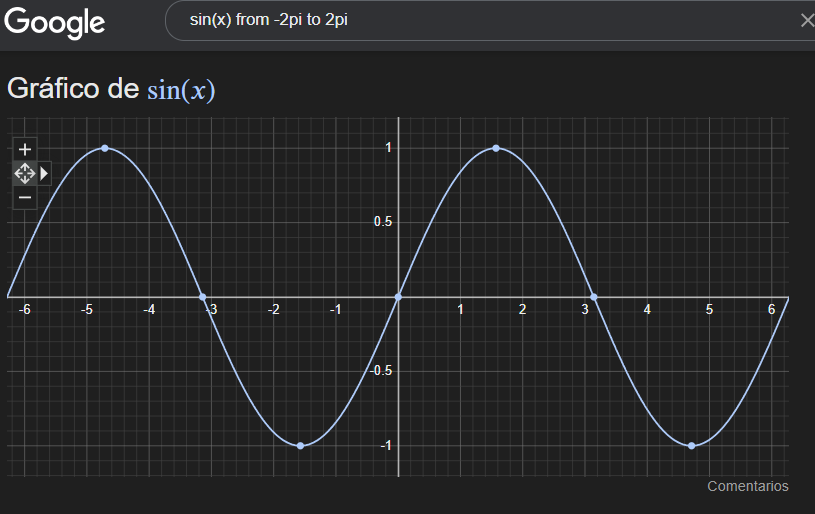 Google
sin(x) from -2pi to 2pi
Gráfico de sin(x)
1
0.5
-6 -5 -4 -3 -2 -1 1 2 3 4 5 6
-0.5
-1
Comentarios